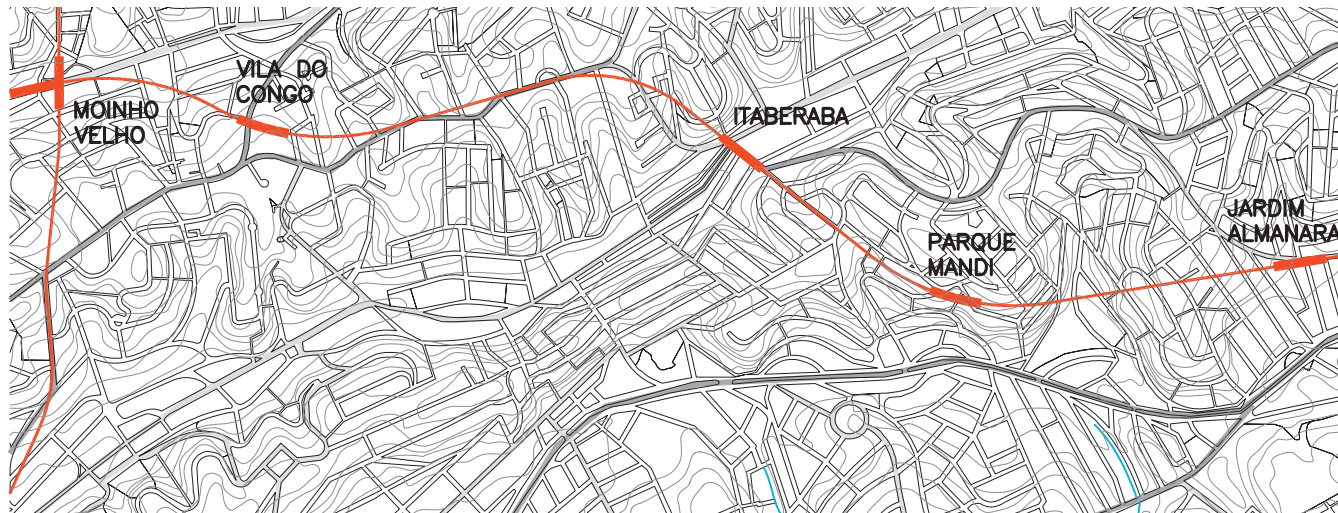 MOINHO
VELHO
VILA DO
CONGO
ITABERABA
PARQUE
MANDI
JARDIM
ALMANARA